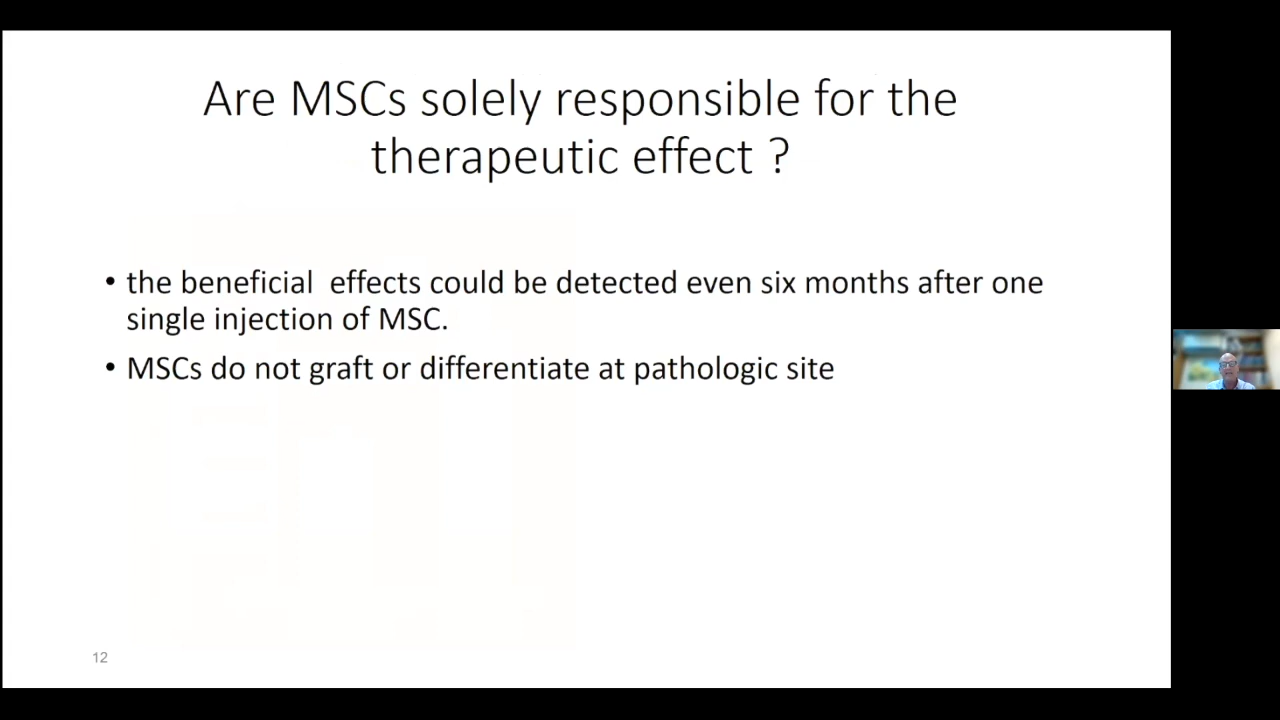 Are MSCs solely responsible for the
therapeutic effect ?
• the beneficial  effects could be detected even six months after one
single injection of MSC.
• MSCs do not graft or differentiate at pathologic site
12